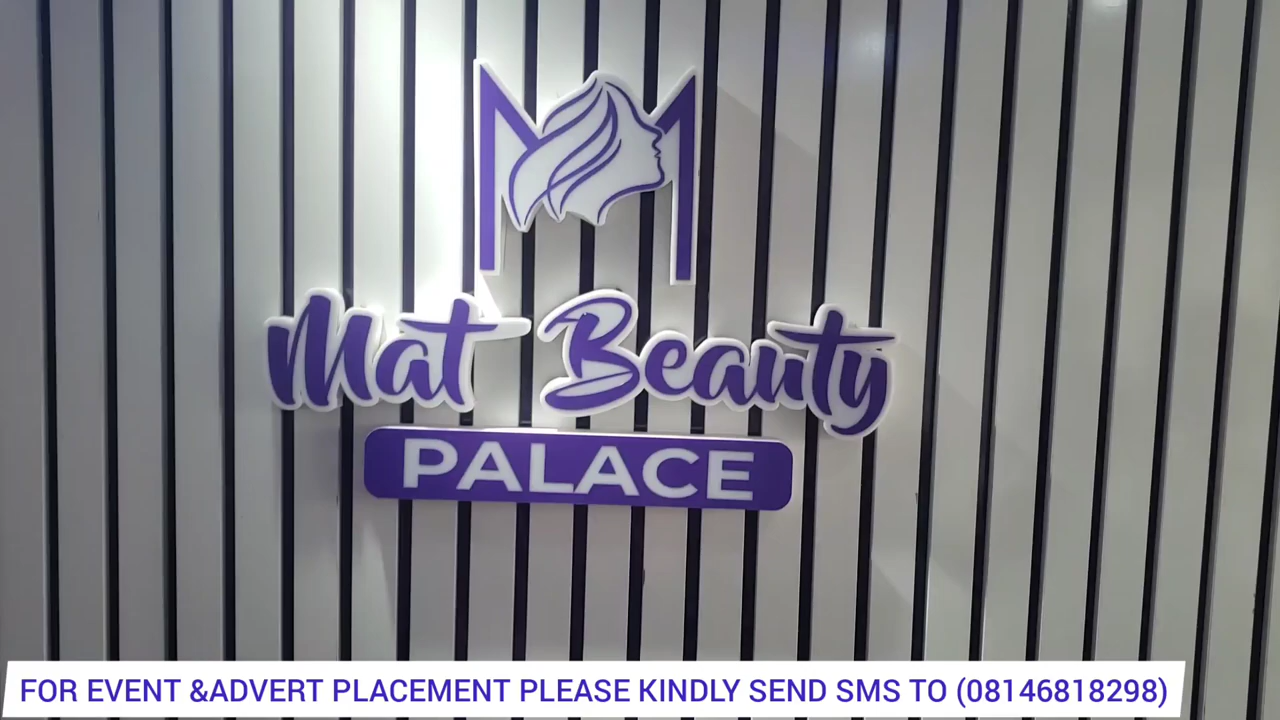 M
Mat Beauty
PALACE
FOR EVENT &ADVERT PLACEMENT PLEASE KINDLY SEND SMS TO (08146818298)